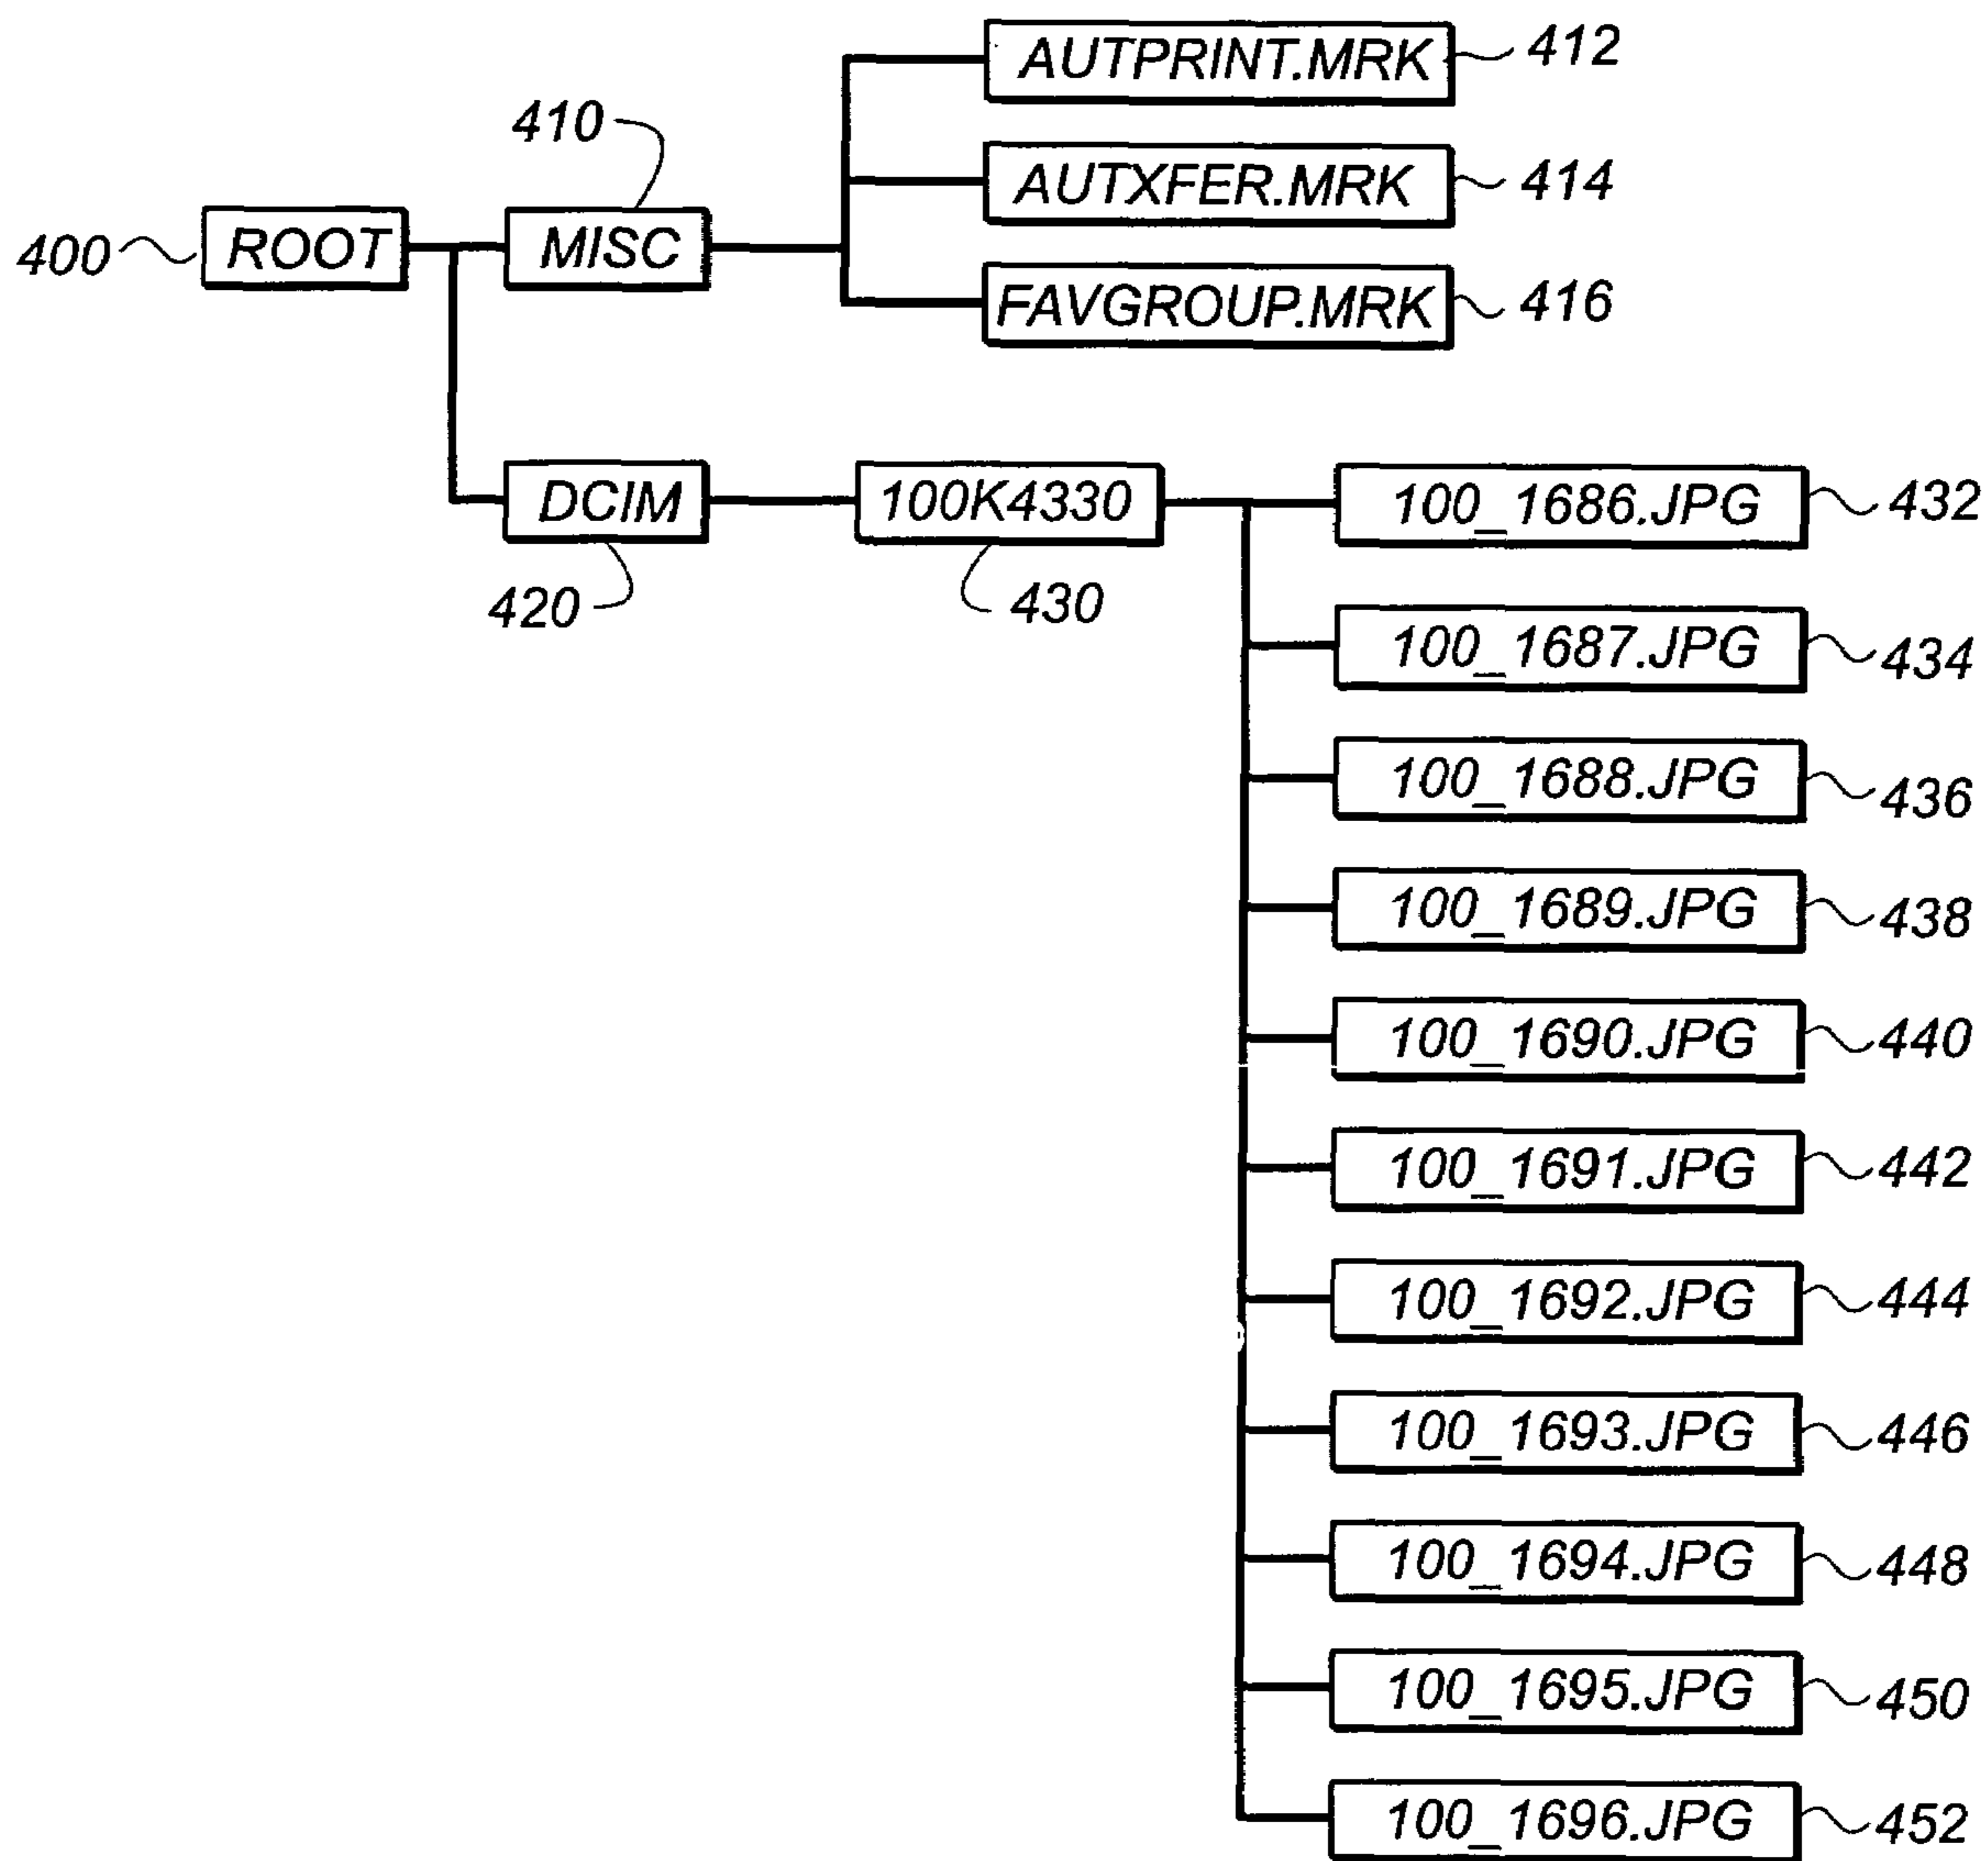 AUTPRINT.MRK 412
410
AUTXFER.MRK 414
400 ROOT MISC
FAVGROUP.MRK 416
DCIM 100K4330 100_1686.JPG 432
420 430
100_1687.JPG 434
100_1688.JPG 436
100_1689.JPG 438
100_1690.JPG 440
100_1691.JPG 442
100_1692.JPG 444
100_1693.JPG 446
100_1694.JPG 448
100_1695.JPG 450
100_1696.JPG 452